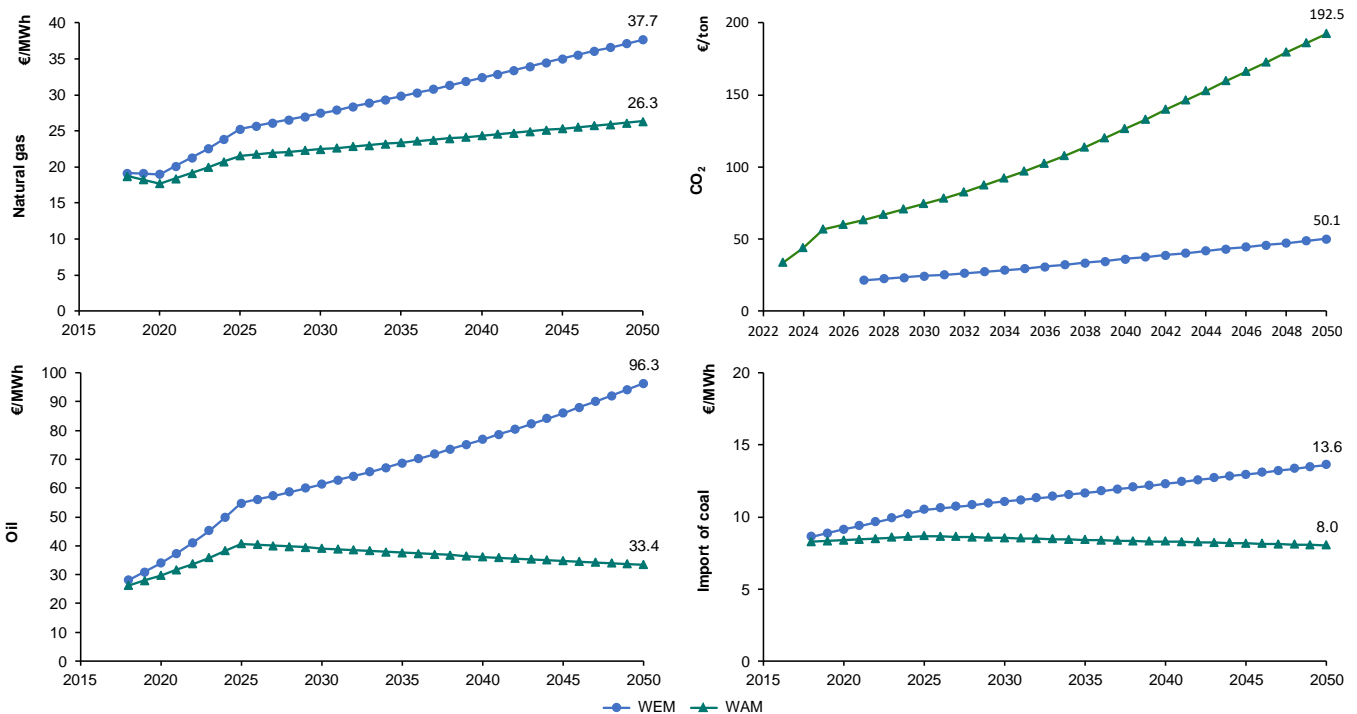 €/MWh
Natural gas
40
35
30
25
20
15
10
5
0
2015 2020 2025 2030 2035 2040 2045 2050
37.7
26.3
€/ton
CO₂
200
150
100
50
0
2022 2024 2026 2028 2030 2032 2034 2036 2038 2040 2042 2044 2046 2048 2050
192.5
50.1
€/MWh
Oil
100
90
80
70
60
50
40
30
20
10
0
2015 2020 2025 2030 2035 2040 2045 2050
96.3
33.4
€/MWh
Import of coal
20
15
10
5
0
2015 2020 2025 2030 2035 2040 2045 2050
13.6
8.0
WEM WAM